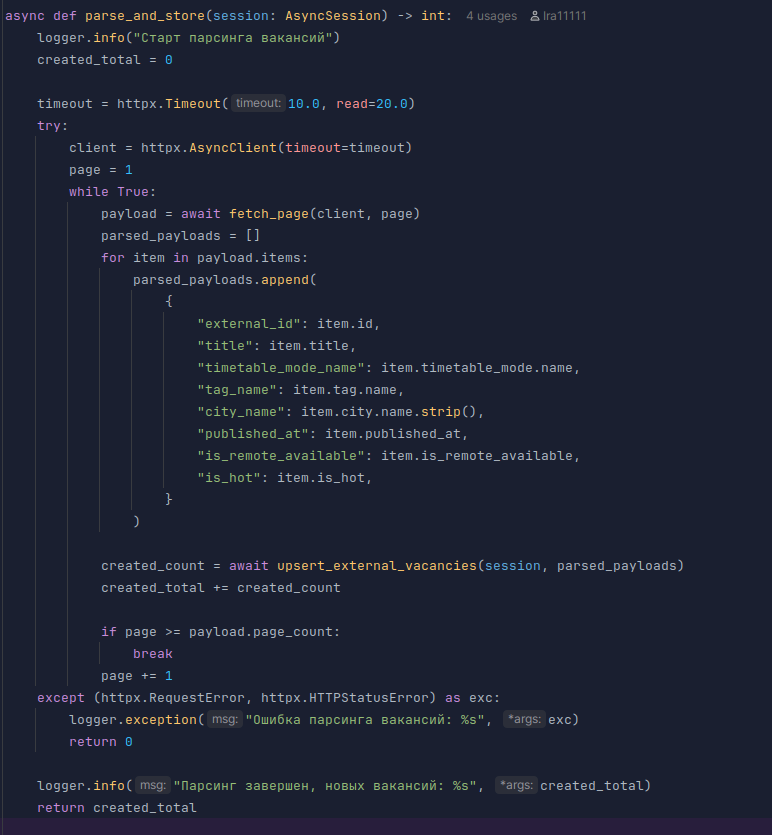 async def parse_and_store(session: AsyncSession) -> int: 4 usages lra11111
logger.info("Старт парсинга вакансий")
created_total = 0
timeout = httpx.Timeout( timeout: 10.0, read=20.0)
try:
client = httpx.AsyncClient(timeout=timeout)
page = 1
while True:
payload = await fetch_page(client, page)
parsed_payloads = []
for item in payload.items:
parsed_payloads.append(
{
"external_id": item.id,
"title": item.title,
"timetable_mode_name": item.timetable_mode.name,
"tag_name": item.tag.name,
"city_name": item.city.name.strip(),
"published_at": item.published_at,
"is_remote_available": item.is_remote_available,
"is_hot": item.is_hot,
}
)
created_count = await upsert_external_vacancies(session, parsed_payloads)
created_total += created_count
if page >= payload.page_count:
break
page += 1
except (httpx.RequestError, httpx.HTTPStatusError) as exc:
logger.exception( msg: "Ошибка парсинга вакансий: %s", *args: exc)
return 0
logger.info( msg: "Парсинг завершен, новых вакансий: %s", *args: created_total)
return created_total